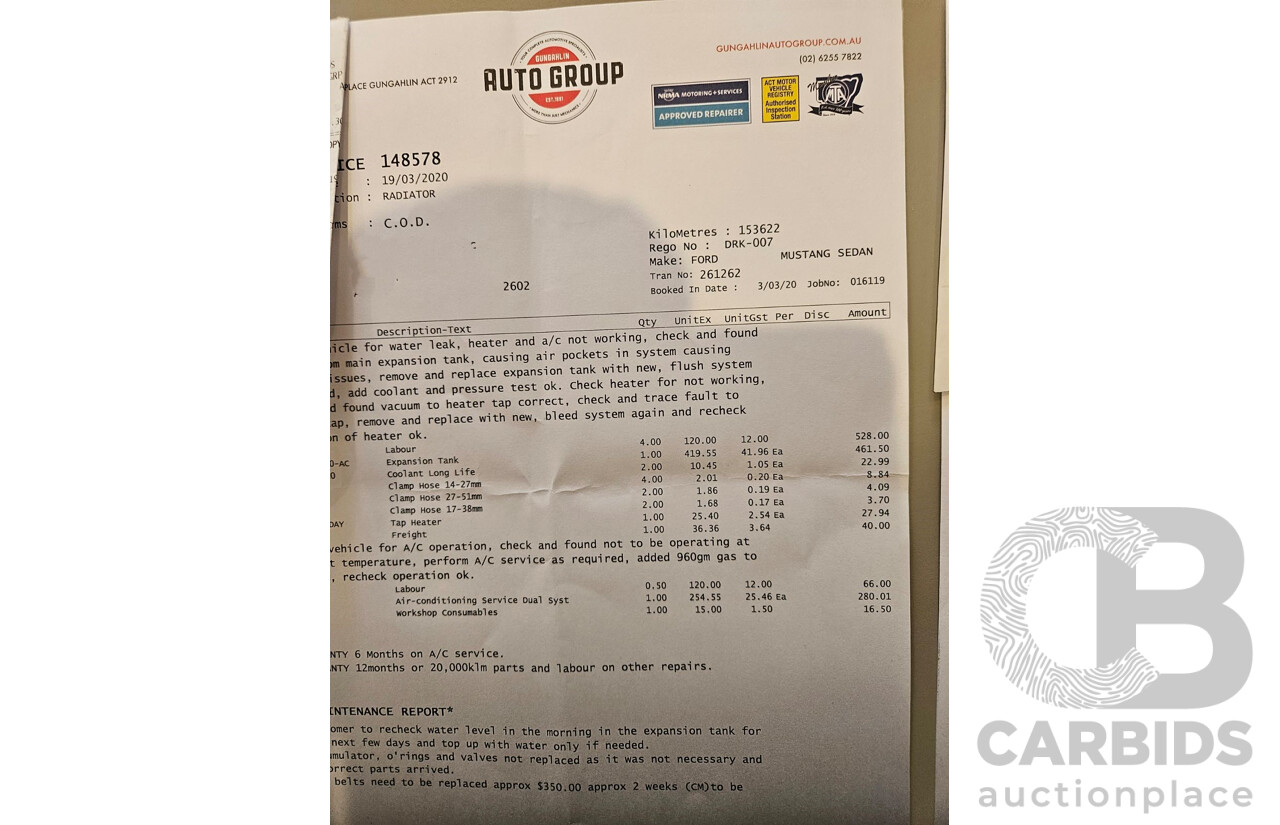 GUNGAHLINAUTOGROUP.COM.AU
(02) 6255 7822
PLACE GUNGAHLIN ACT 2912
YOUR COMPLETE AUTOMOTIVE SPECIALISTS
GUNGAHLIN
AUTO GROUP
EST.1981
MORE THAN JUST MECHANICS
NRMA MOTORING + SERVICES
APPROVED REPAIRER
ACT MOTOR
VEHICLE
REGISTRY
Authorised
Inspection
Station
MTA
ICE 148578
: 19/03/2020
tion : RADIATOR
ms : C.O.D.
KiloMetres : 153622
Rego No : DRK-007
Make: FORD MUSTANG SEDAN
Tran No: 261262
2602
Booked In Date : 3/03/20 JobNo: 016119
Description-Text Qty UnitEx UnitGst Per Disc Amount
icle for water leak, heater and a/c not working, check and found
om main expansion tank, causing air pockets in system causing
issues, remove and replace expansion tank with new, flush system
d, add coolant and pressure test ok. Check heater for not working,
d found vacuum to heater tap correct, check and trace fault to
ap, remove and replace with new, bleed system again and recheck
on of heater ok.
Labour 4.00 120.00 12.00 528.00
O-AC Expansion Tank 1.00 419.55 41.96 Ea 461.50
0 Coolant Long Life 2.00 10.45 1.05 Ea 22.99
Clamp Hose 14-27mm 4.00 2.01 0.20 Ea 8.84
Clamp Hose 27-51mm 2.00 1.86 0.19 Ea 4.09
Clamp Hose 17-38mm 2.00 1.68 0.17 Ea 3.70
DAY Tap Heater 1.00 25.40 2.54 Ea 27.94
Freight 1.00 36.36 3.64 40.00
vehicle for A/C operation, check and found not to be operating at
t temperature, perform A/C service as required, added 960gm gas to
, recheck operation ok.
Labour 0.50 120.00 12.00 66.00
Air-conditioning Service Dual Syst 1.00 254.55 25.46 Ea 280.01
Workshop Consumables 1.00 15.00 1.50 16.50
NTY 6 Months on A/C service.
NTY 12months or 20,000klm parts and labour on other repairs.
INTENANCE REPORT*
omer to recheck water level in the morning in the expansion tank for
next few days and top up with water only if needed.
umulator, o'rings and valves not replaced as it was not necessary and
orrect parts arrived.
belts need to be replaced approx $350.00 approx 2 weeks (CM)to be
CB
CARBIDS
auctionplace